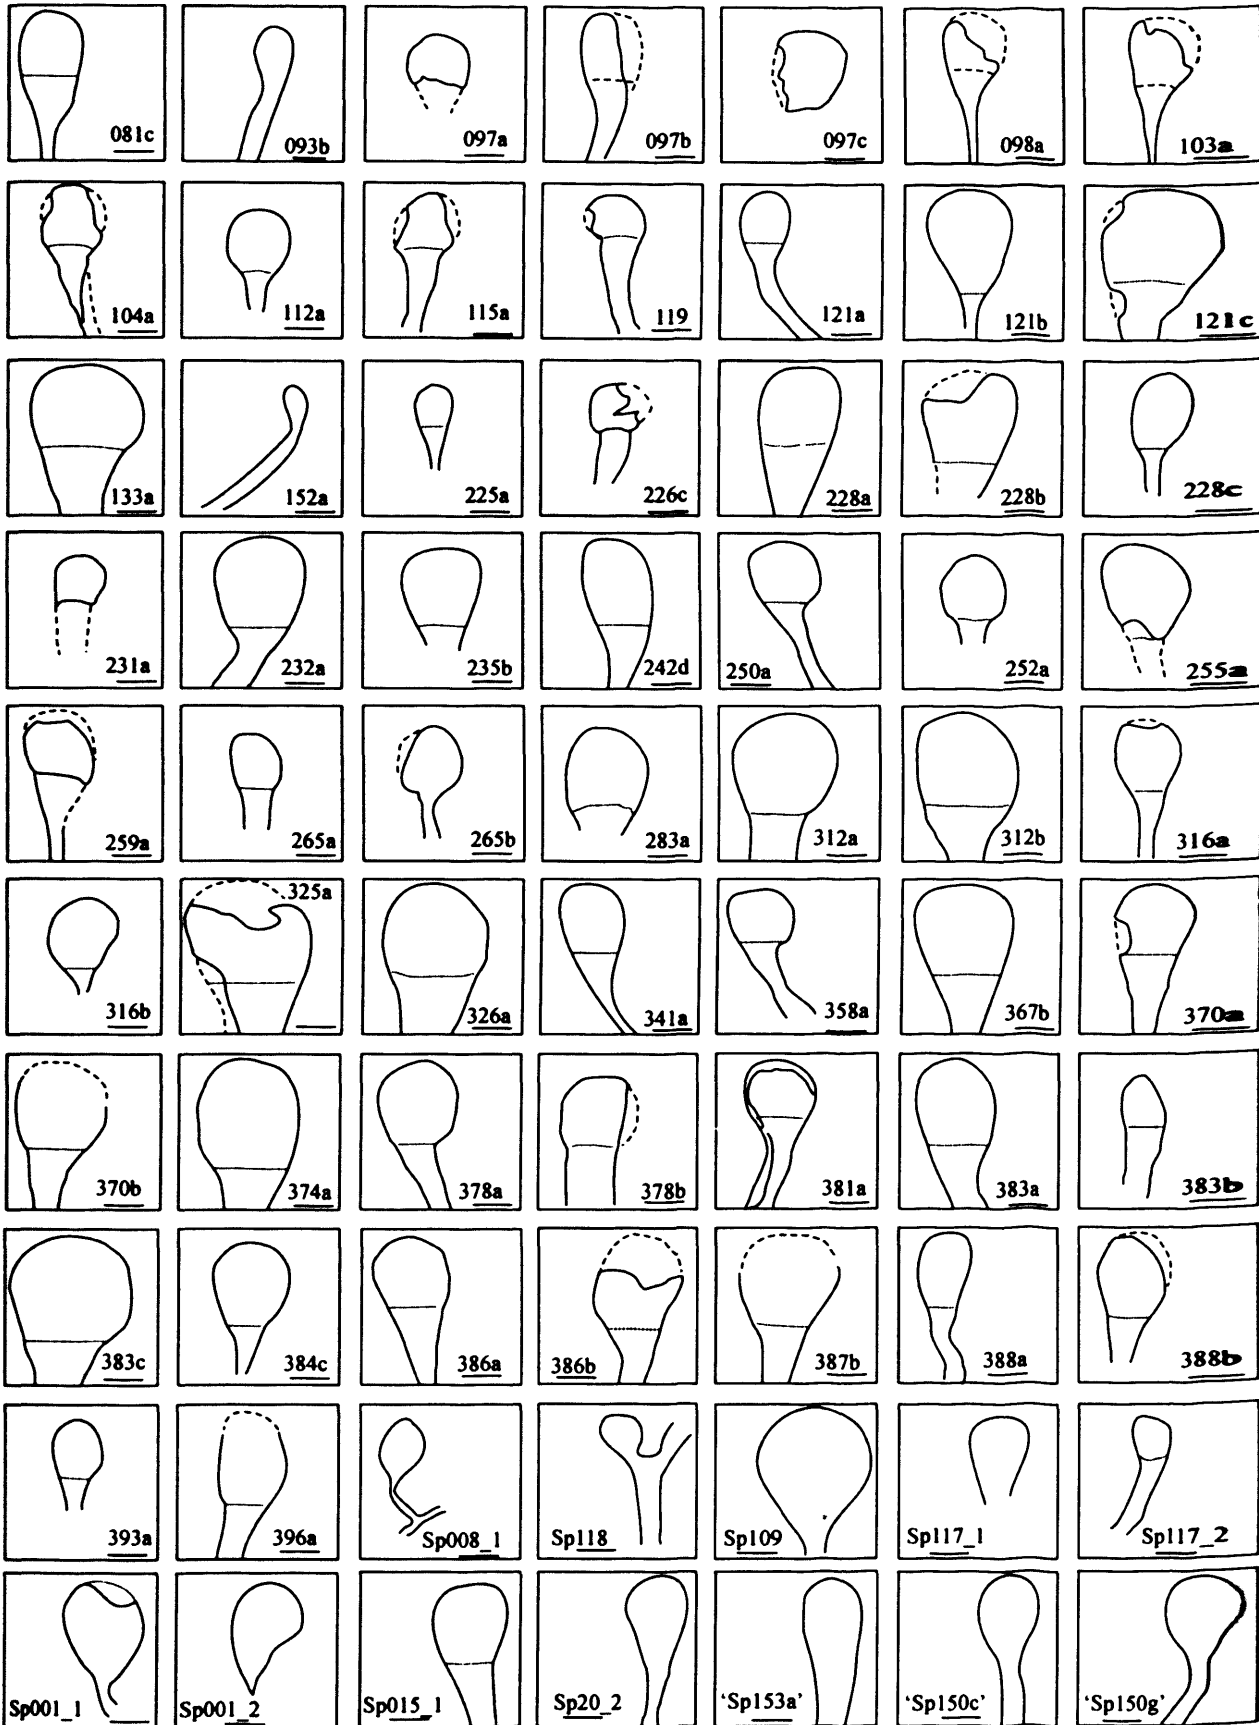 081c 093b 097a 097b 097c 098a 103a
104a 112a 115a 119 121a 121b 121c
133a 152a 225a 226c 228a 228b 228c
231a 232a 235b 242d 250a 252a 255a
259a 265a 265b 283a 312a 312b 316a
316b 325a 326a 341a 358a 367b 370a
370b 374a 378a 378b 381a 383a 383b
383c 384c 386a 386b 387b 388a 388b
393a 396a Sp008_1 Sp118 Sp109 Sp117_1 Sp117_2
Sp001_1 Sp001_2 Sp015_1 Sp20_2 'Sp153a' 'Sp150c' 'Sp150g'